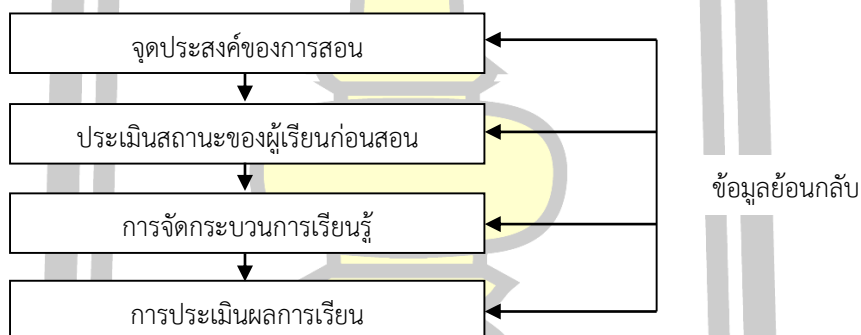 จุดประสงค์ของการสอน
ประเมินสถานะของผู้เรียนก่อนสอน
การจัดกระบวนการเรียนรู้
การประเมินผลการเรียน
ข้อมูลย้อนกลับ